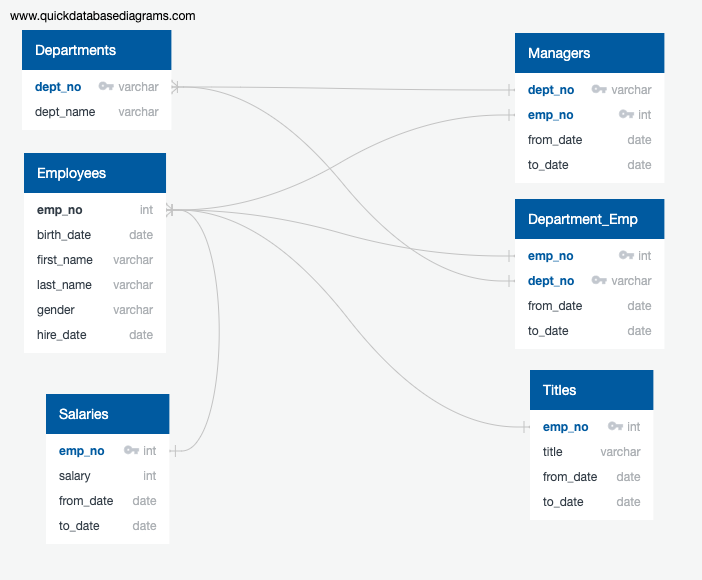 www.quickdatabasediagrams.com
Departments
dept_no varchar
dept_name varchar
Employees
emp_no int
birth_date date
first_name varchar
last_name varchar
gender varchar
hire_date date
Salaries
emp_no int
salary int
from_date date
to_date date
Managers
dept_no varchar
emp_no int
from_date date
to_date date
Department_Emp
emp_no int
dept_no varchar
from_date date
to_date date
Titles
emp_no int
title varchar
from_date date
to_date date